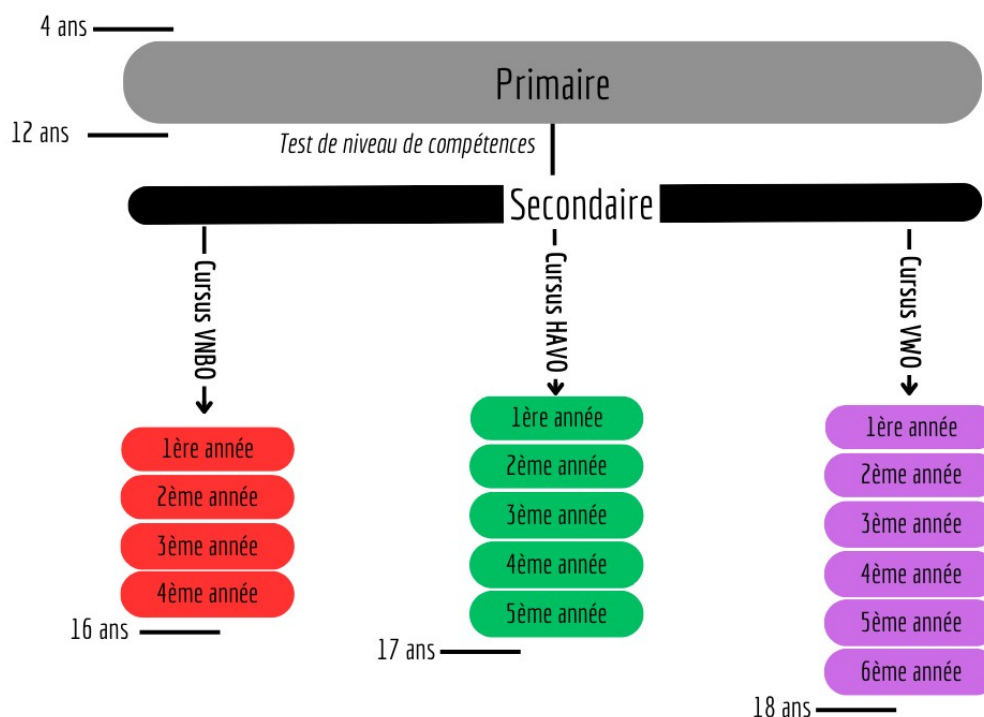 4 ans
Primaire
12 ans
Test de niveau de compétences
Secondaire
Cursus VNBO
Cursus HAVO
Cursus VWO
1ère année
2ème année
3ème année
4ème année
16 ans
1ère année
2ème année
3ème année
4ème année
5ème année
17 ans
1ère année
2ème année
3ème année
4ème année
5ème année
6ème année
18 ans